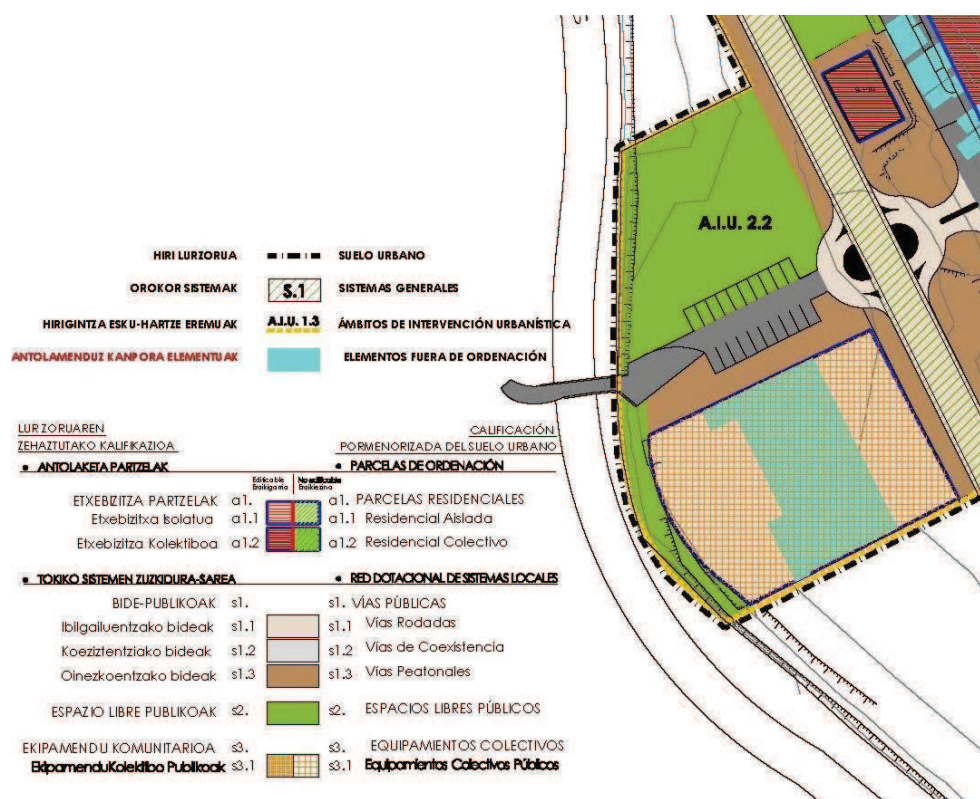 A.I.U. 2.2
HIRI LURZORUA SUELO URBANO
OROKOR SISTEMAK S.1 SISTEMAS GENERALES
HIRIGINTZA ESKU-HARTZE EREMUAK A.I.U. 1.3 ÁMBITOS DE INTERVENCIÓN URBANÍSTICA
ANTOLAMENDUZ KANPORA ELEMENTUAK ELEMENTOS FUERA DE ORDENACIÓN
LUR ZORUAREN CALIFICACIÓN
ZEHAZTUTAKO KALIFIKAZIOA PORMENORIZADA DEL SUELO URBANO
• ANTOLAKETA PARTZELAK • PARCELAS DE ORDENACIÓN
Edificable No edificable
Eraikigarria Eraikiezina
ETXEBIZITZA PARTZELAK a1. a1. PARCELAS RESIDENCIALES
Etxebizitxa Isolatua a1.1 a1.1 Residencial Aislada
Etxebizitza Kolektiboa a1.2 a1.2 Residencial Colectivo
• TOKIKO SISTEMEN ZUZKIDURA-SAREA • RED DOTACIONAL DE SISTEMAS LOCALES
BIDE-PUBLIKOAK s1. s1. VÍAS PÚBLICAS
Ibilgailuentzako bideak s1.1 s1.1 Vías Rodadas
Koeziztentziako bideak s1.2 s1.2 Vías de Coexistencia
Oinezkoentzako bideak s1.3 s1.3 Vías Peatonales
ESPAZIO LIBRE PUBLIKOAK s2. s2. ESPACIOS LIBRES PÚBLICOS
EKIPAMENDU KOMUNITARIOA s3. s3. EQUIPAMIENTOS COLECTIVOS
Ekipamendu Kolektibo Publikoak s3.1 s3.1 Equipamientos Colectivos Públicos